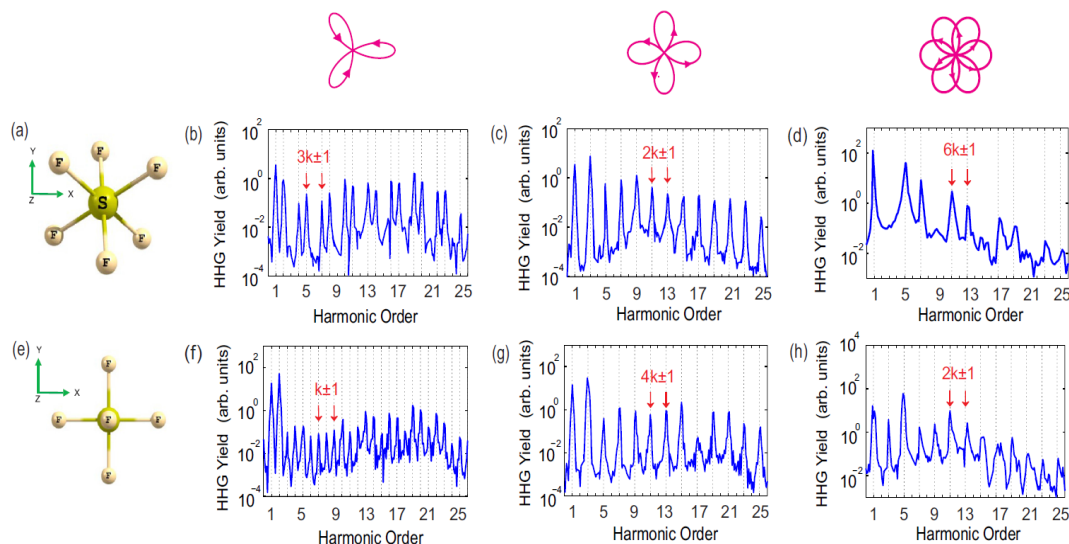 (a)
Y
Z
X
F
F
F
S
F
F
F
(b)
HHG Yield (arb. units)
10^2
10^0
10^-2
10^-4
3k±1
1 5 9 13 17 21 25
Harmonic Order
(c)
HHG Yield (arb. units)
10^2
10^0
10^-2
10^-4
2k±1
1 5 9 13 17 21 25
Harmonic Order
(d)
HHG Yield (arb. units)
10^2
10^0
10^-2
6k±1
1 5 9 13 17 21 25
Harmonic Order
(e)
Y
Z
X
F
F
F
F
F
(f)
HHG Yield (arb. units)
10^2
10^0
10^-2
10^-4
k±1
1 5 9 13 17 21 25
Harmonic Order
(g)
HHG Yield (arb. units)
10^2
10^0
10^-2
10^-4
4k±1
1 5 9 13 17 21 25
Harmonic Order
(h)
HHG Yield (arb. units)
10^4
10^2
10^0
10^-2
2k±1
1 5 9 13 17 21 25
Harmonic Order